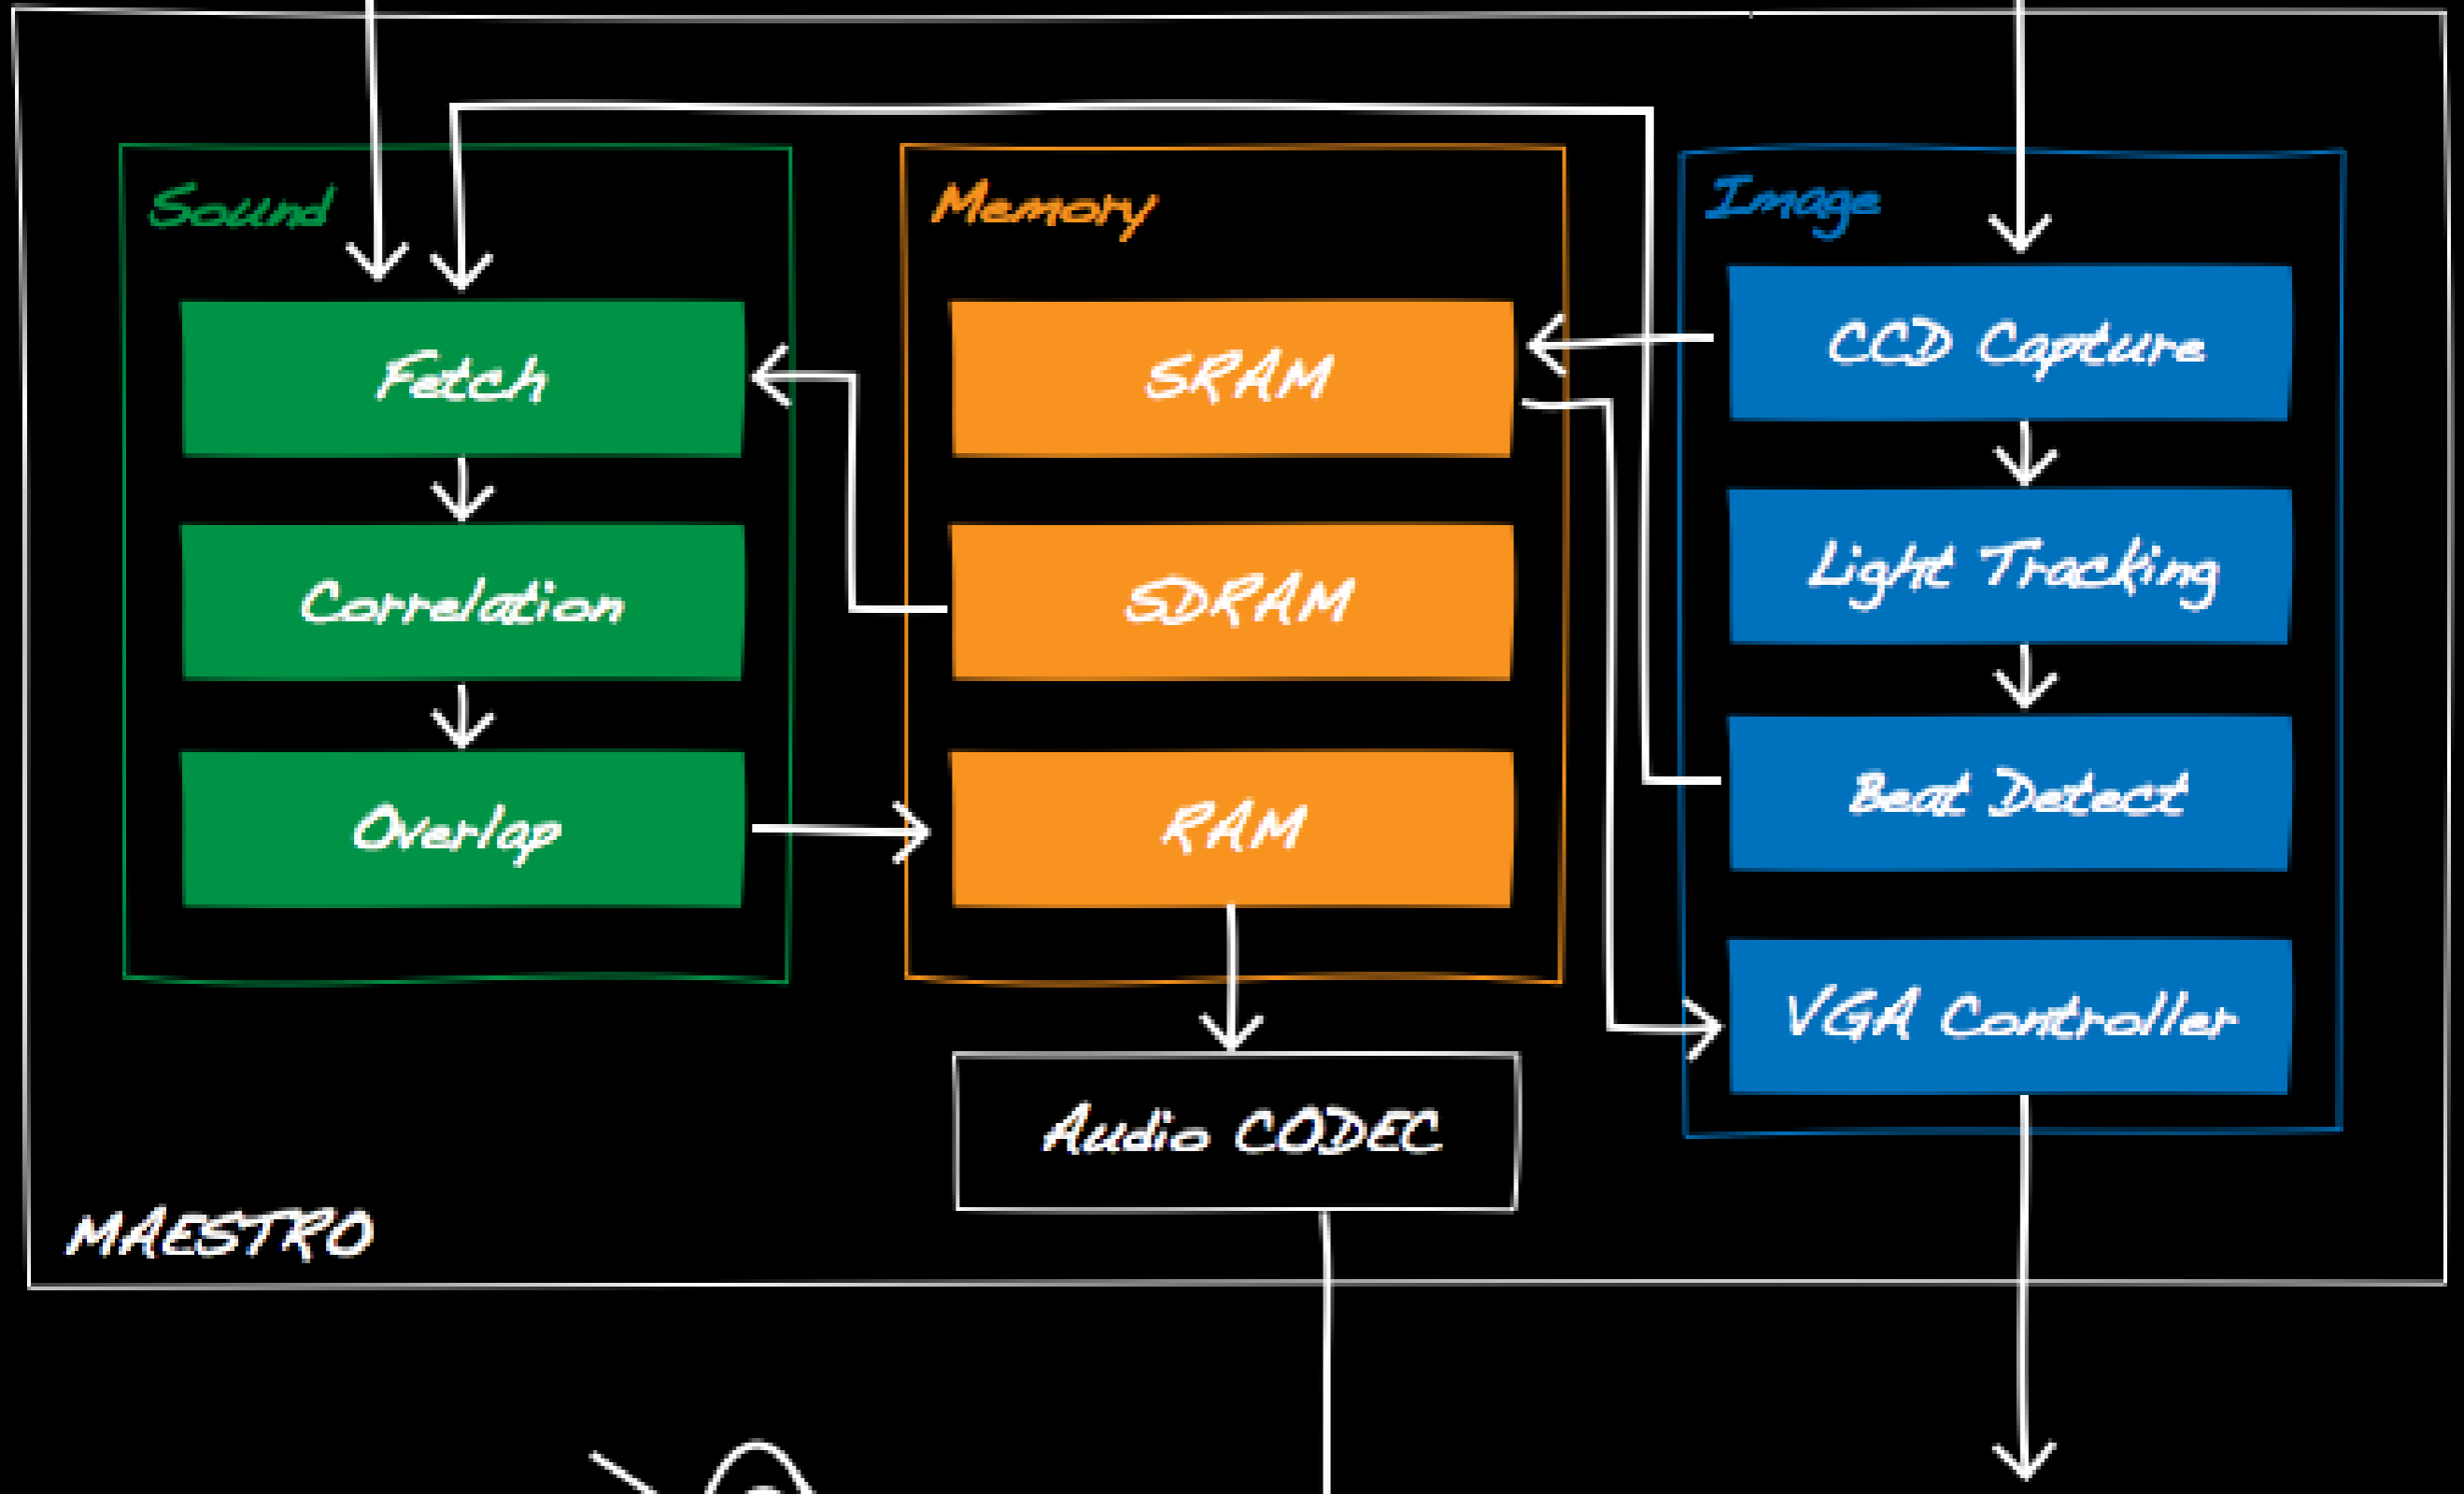 Sound
Fetch
Correlation
Overlap
Memory
SRAM
SDRAM
RAM
Image
CCD Capture
Light Tracking
Beat Detect
VGA Controller
Audio CODEC
MAESTRO